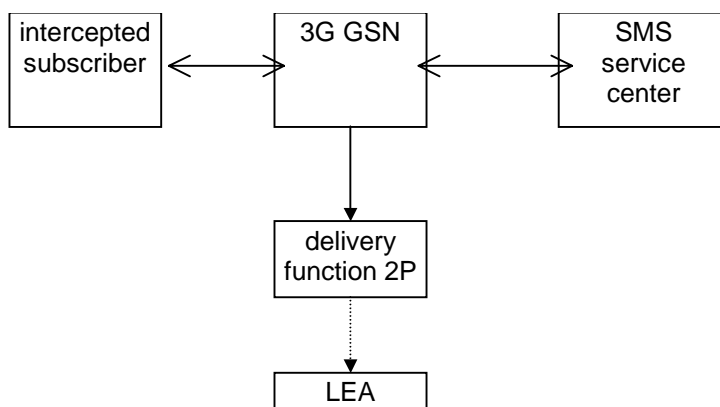 intercepted
subscriber
3G GSN
SMS
service
center
delivery
function 2P
LEA